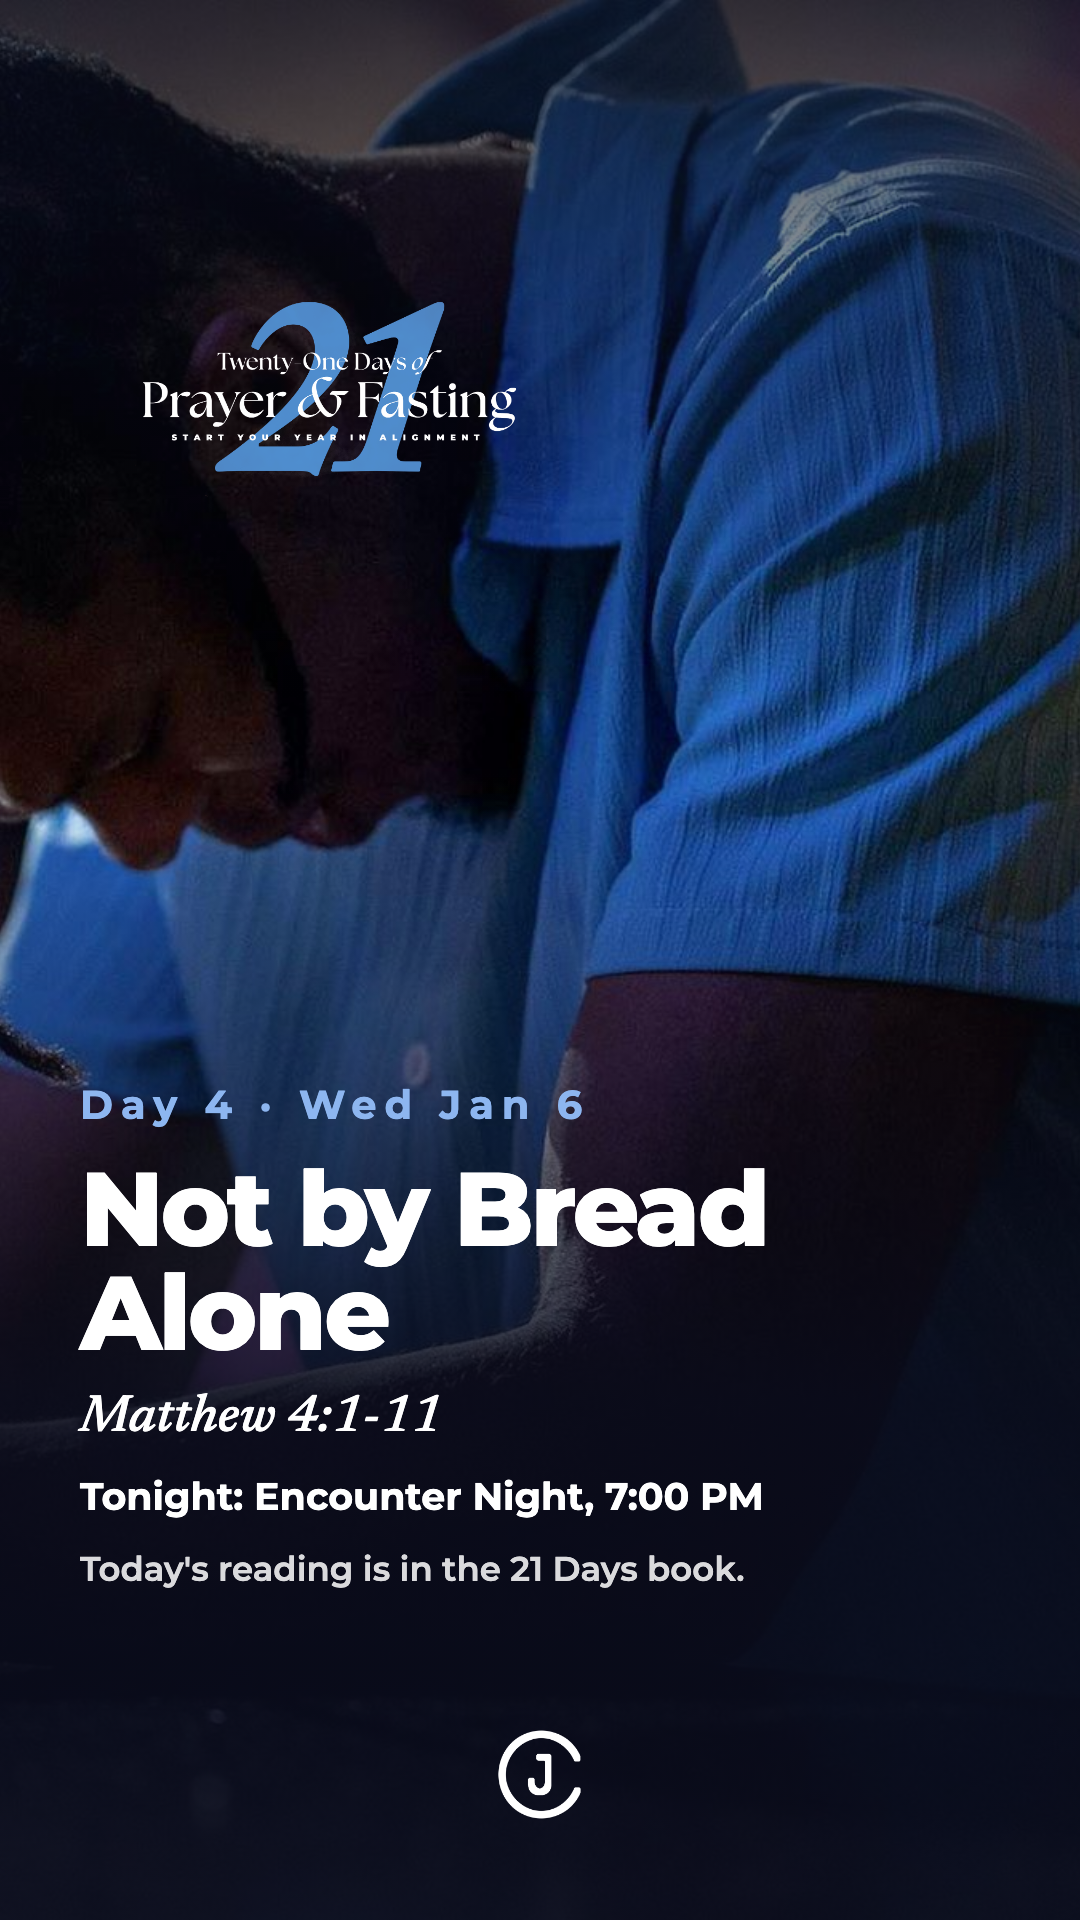 21
Twenty-One Days of
Prayer & Fasting
START YOUR YEAR IN ALIGNMENT
Day 4 · Wed Jan 6
Not by Bread
Alone
Matthew 4:1-11
Tonight: Encounter Night, 7:00 PM
Today's reading is in the 21 Days book.
CJ